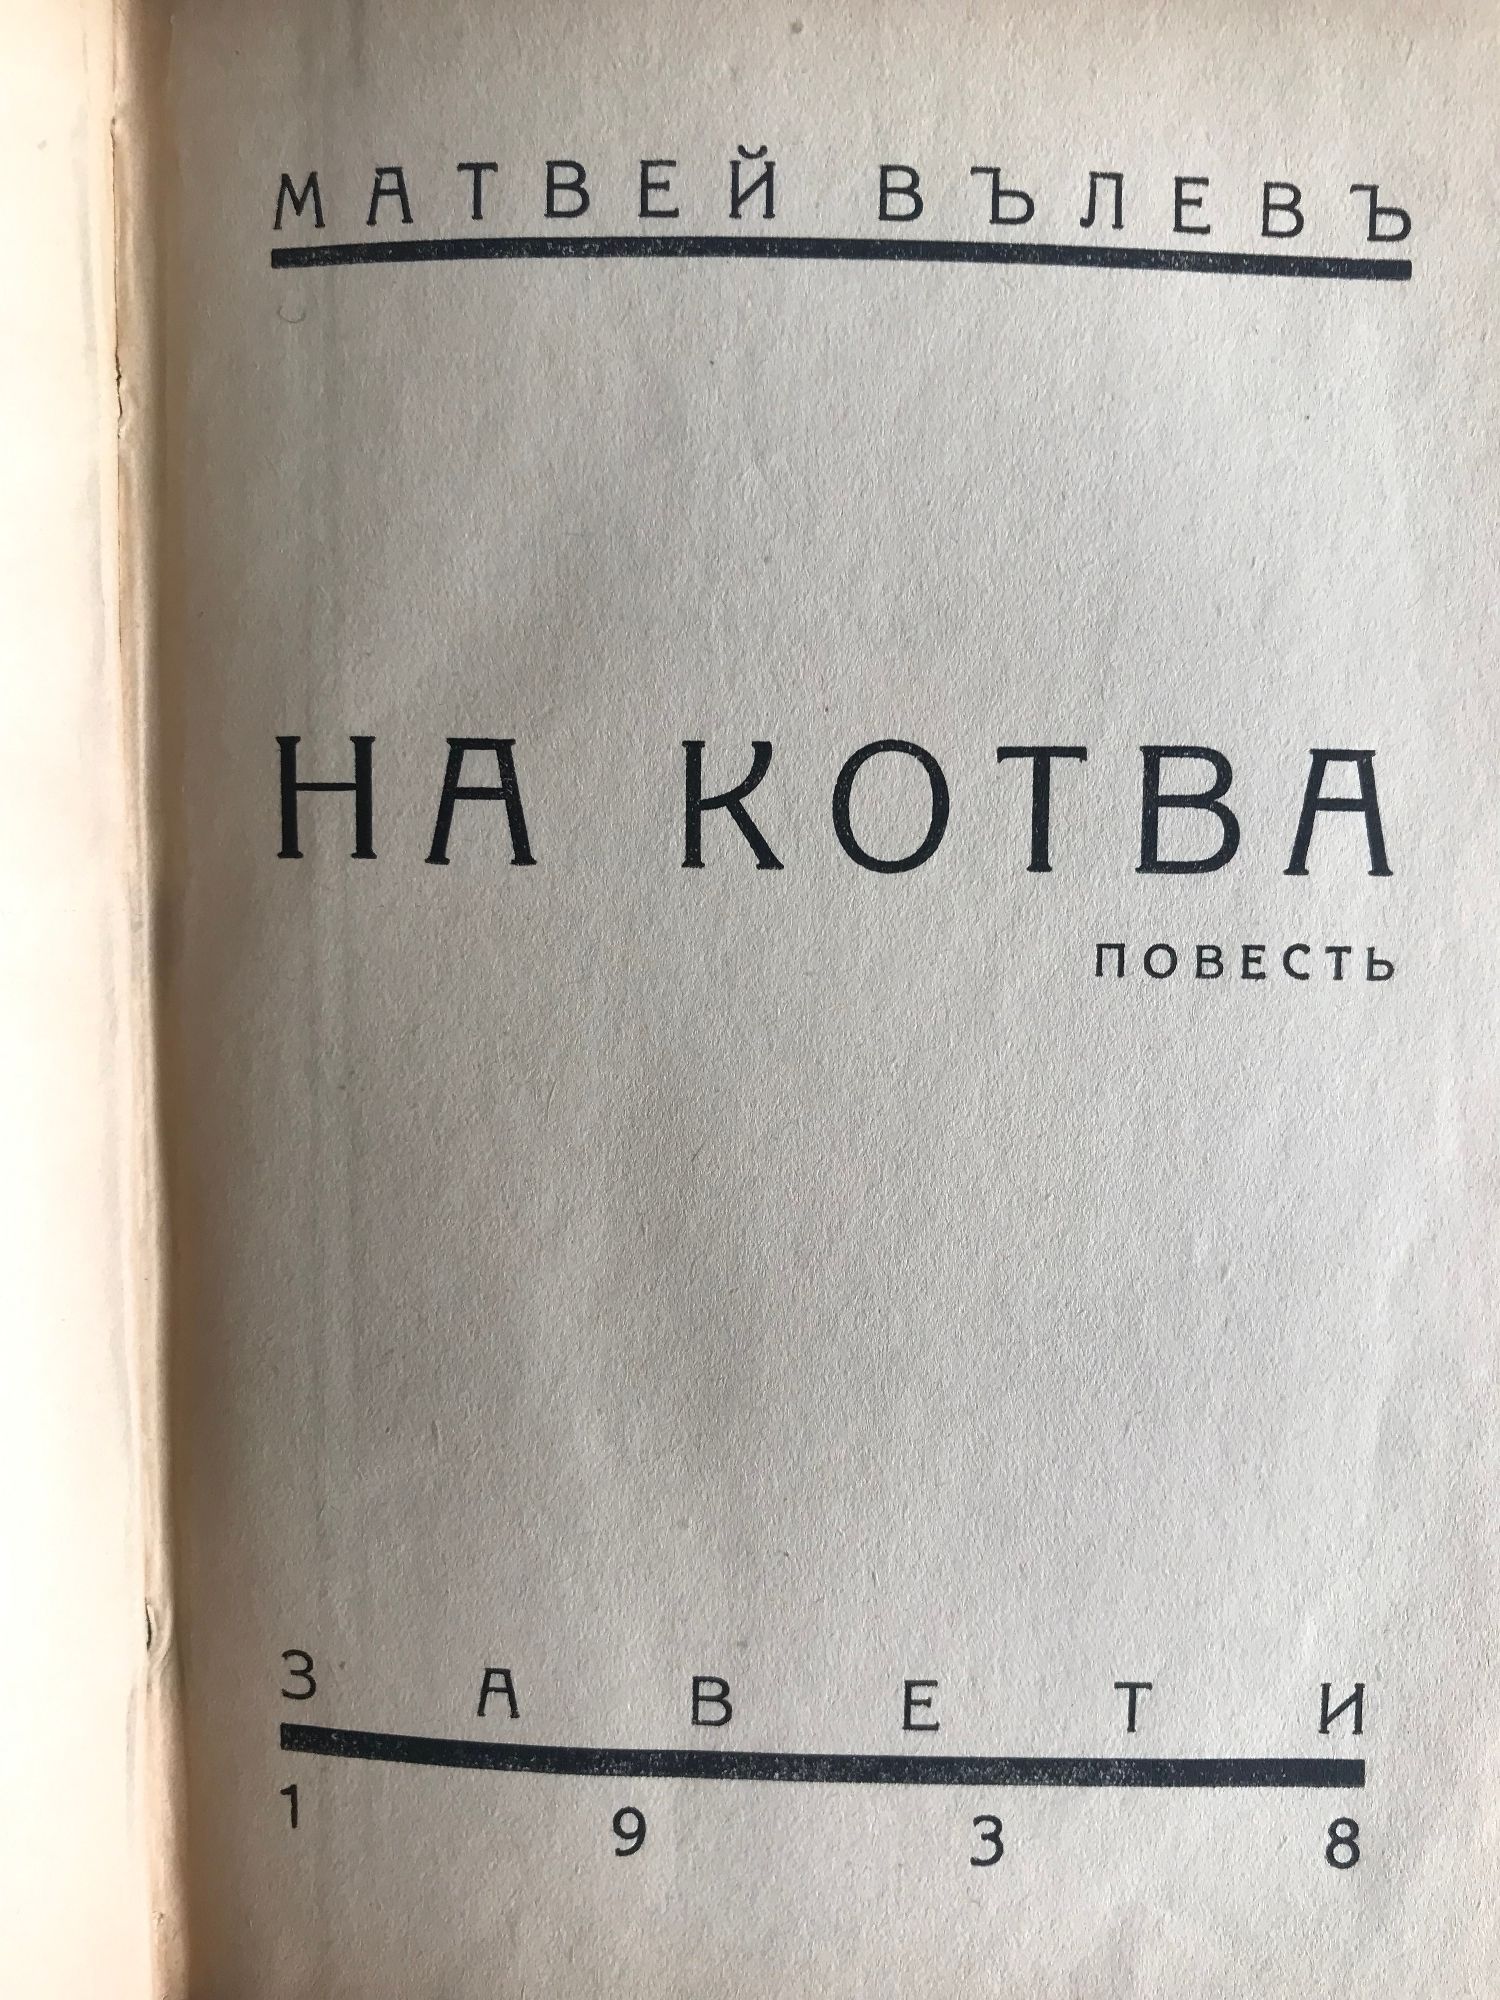 МАТВЕЙ ВЪЛЕВЪ
НА КОТВА
ПОВЕСТЬ
ЗАВЕТИ
1938